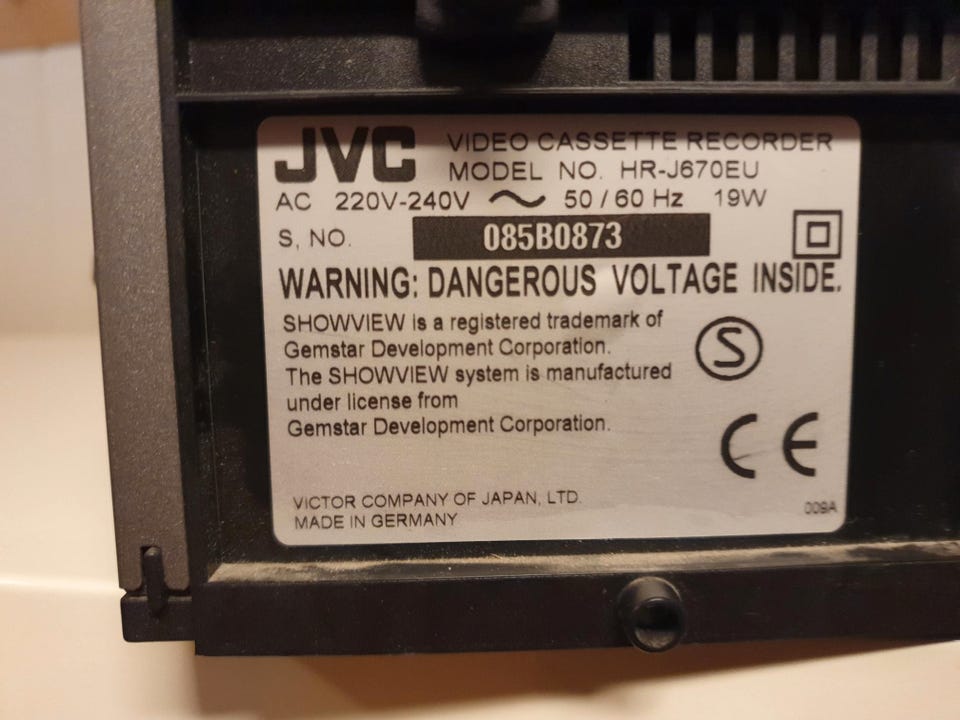 JVC VIDEO CASSETTE RECORDER
MODEL NO. HR-J670EU
AC 220V-240V ~ 50/60 Hz 19W
S, NO. 085B0873
WARNING: DANGEROUS VOLTAGE INSIDE.
SHOWVIEW is a registered trademark of
Gemstar Development Corporation.
The SHOWVIEW system is manufactured
under license from
Gemstar Development Corporation.
S
CE
VICTOR COMPANY OF JAPAN, LTD.
MADE IN GERMANY
009A